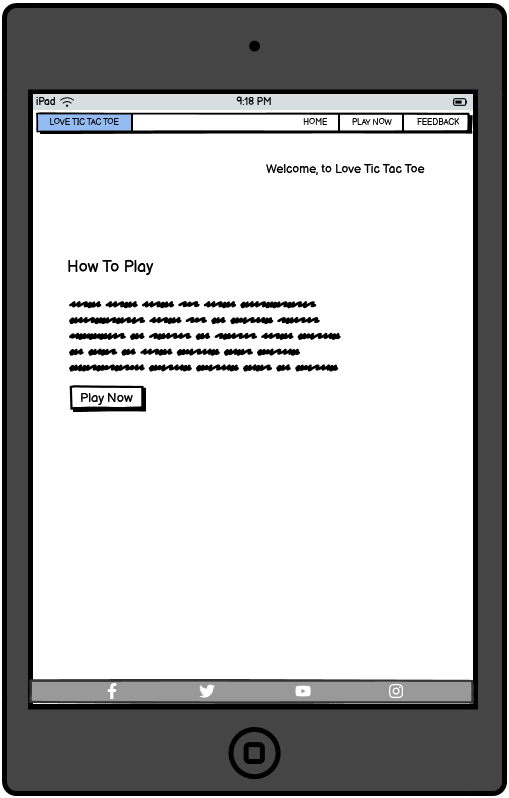 iPad 9:18 PM
LOVE TIC TAC TOE HOME PLAY NOW FEEDBACK
Welcome, to Love Tic Tac Toe
How To Play
Play Now